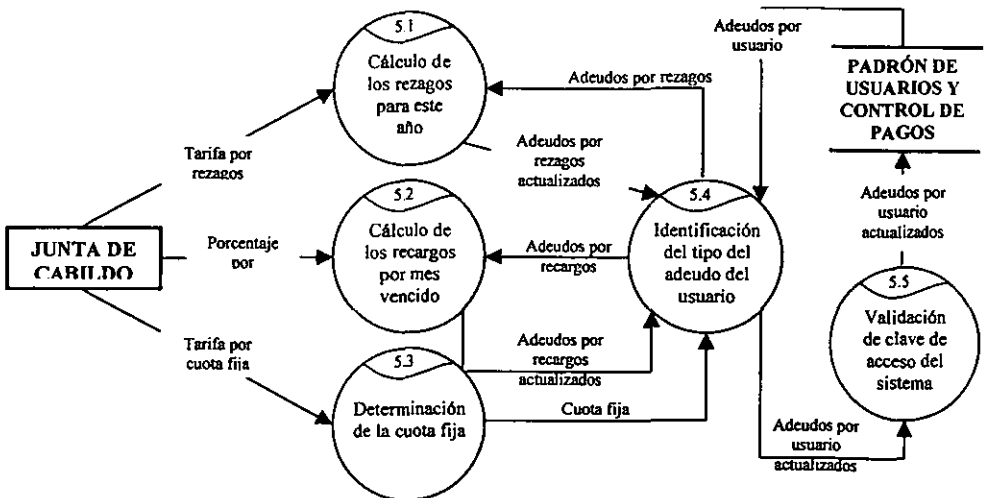 5.1
Cálculo de
los rezagos
para este
año
Adeudos por
usuario
PADRÓN DE
USUARIOS Y
CONTROL DE
PAGOS
Adeudos por rezagos
Tarifa por
rezagos
Adeudos por
rezagos
actualizados
5.2
Cálculo de
los recargos
por mes
vencido
5.4
Identificación
del tipo del
adeudo del
usuario
Adeudos por
usuario
actualizados
JUNTA DE
CABILDO
Porcentaje
por
Adeudos por
recargos
5.5
Validación
de clave de
acceso del
sistema
Tarifa por
cuota fija
Adeudos por
recargos
actualizados
5.3
Determinación
de la cuota fija
Cuota fija
Adeudos por
usuario
actualizados